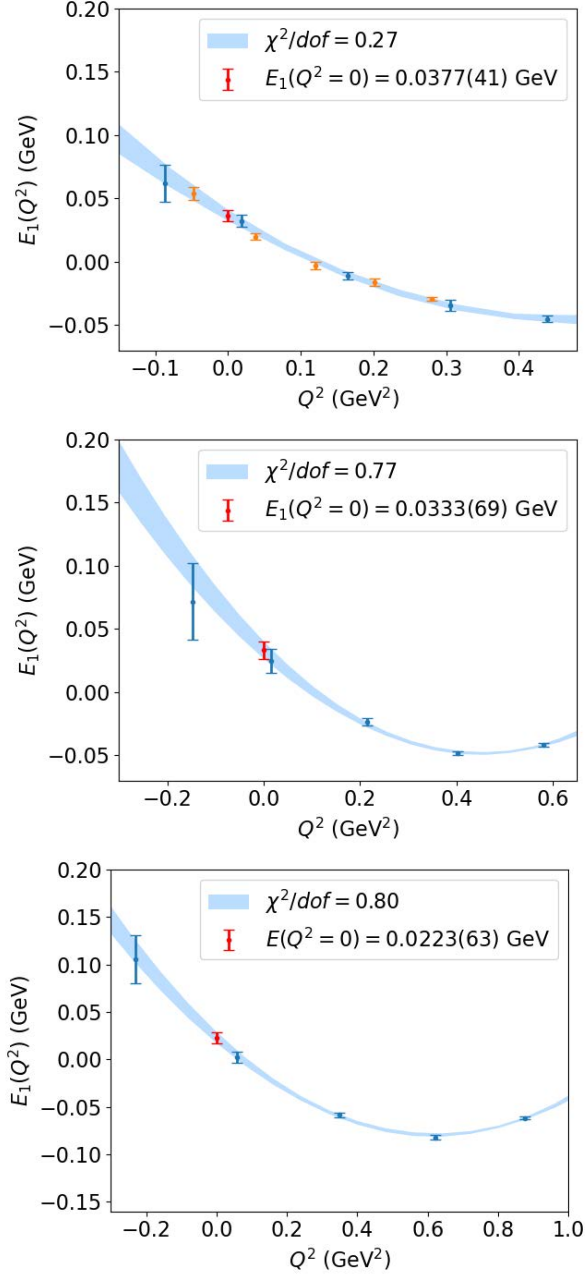 χ²/dof = 0.27
E₁(Q² = 0) = 0.0377(41) GeV
E₁(Q²) (GeV)
0.20
0.15
0.10
0.05
0.00
−0.05
−0.1 0.0 0.1 0.2 0.3 0.4
Q² (GeV²)
χ²/dof = 0.77
E₁(Q² = 0) = 0.0333(69) GeV
E₁(Q²) (GeV)
0.20
0.15
0.10
0.05
0.00
−0.05
−0.2 0.0 0.2 0.4 0.6
Q² (GeV²)
χ²/dof = 0.80
E(Q² = 0) = 0.0223(63) GeV
E₁(Q²) (GeV)
0.20
0.15
0.10
0.05
0.00
−0.05
−0.10
−0.15
−0.2 0.0 0.2 0.4 0.6 0.8 1.0
Q² (GeV²)